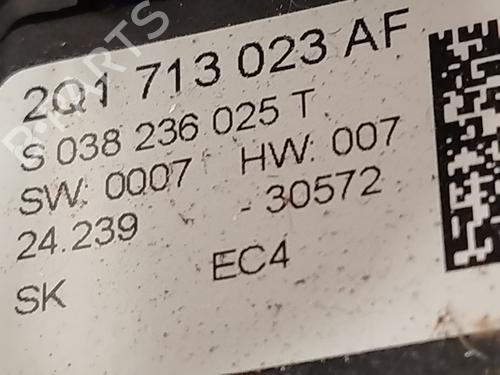 2Q1 713 023 AF
S 038 236 025 T
SW: 0007 HW: 007
24.239 - 30572
SK EC4